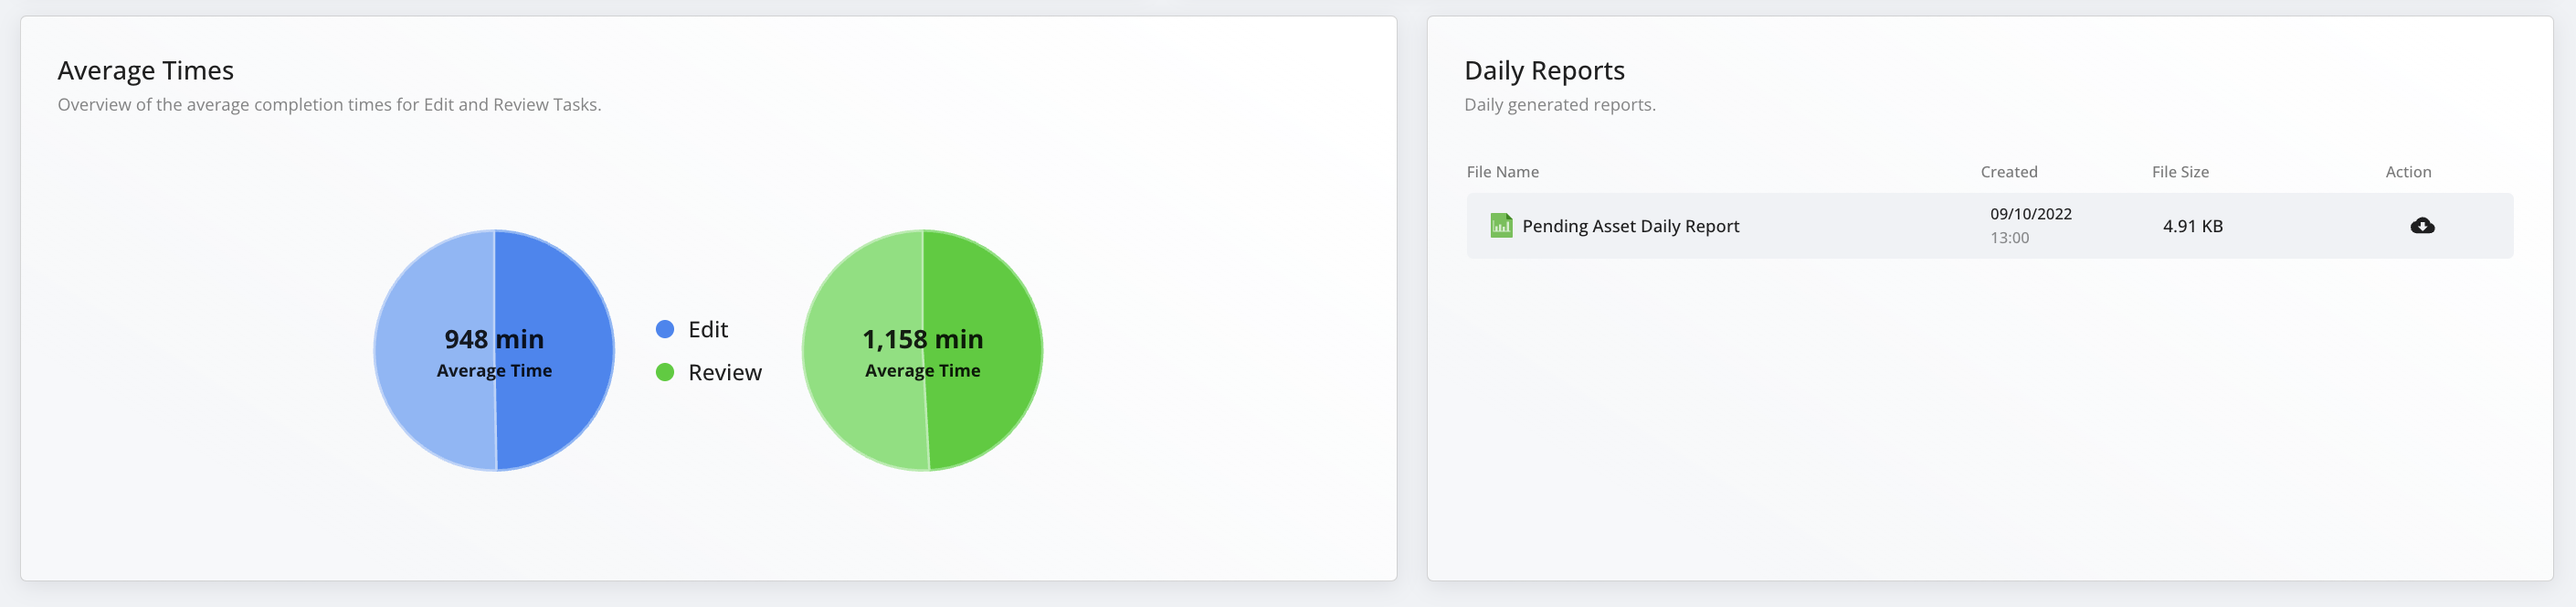 Average Times
Overview of the average completion times for Edit and Review Tasks.
948 min
Average Time
Edit
Review
1,158 min
Average Time
Daily Reports
Daily generated reports.
File Name Created File Size Action
Pending Asset Daily Report 09/10/2022 4.91 KB
13:00